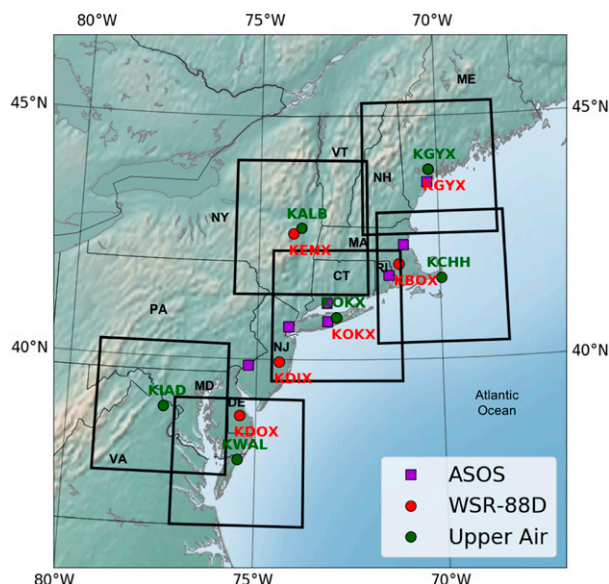 80°W
75°W
70°W
ME
45°N
45°N
KGYX
VT
NH
KGYX
NY
KALB
MA
KENX
KCHH
CT
RI
KBOX
PA
KOKX
KOKX
40°N
NJ
40°N
KDIX
MD
KIAD
Atlantic
Ocean
DE
KDOX
KWAL
VA
ASOS
WSR-88D
Upper Air
80°W
75°W
70°W